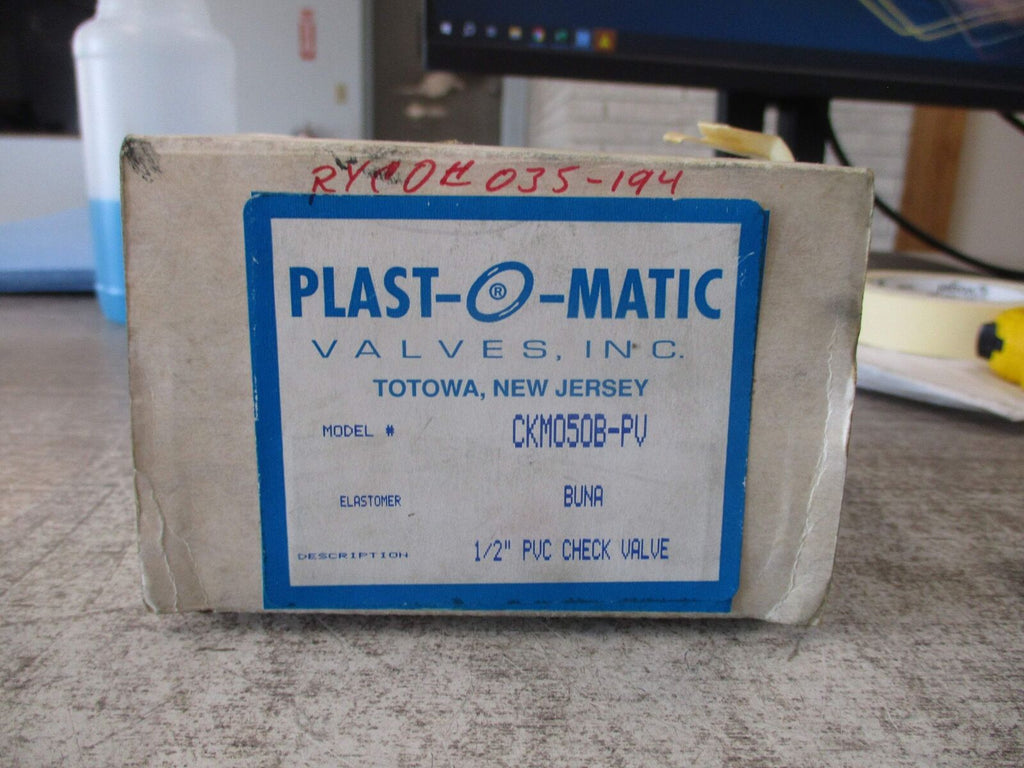 RYCO# 035-194
PLAST-O-MATIC
®
VALVES, INC.
TOTOWA, NEW JERSEY
MODEL # CKM050B-PV
ELASTOMER BUNA
DESCRIPTION 1/2" PVC CHECK VALVE